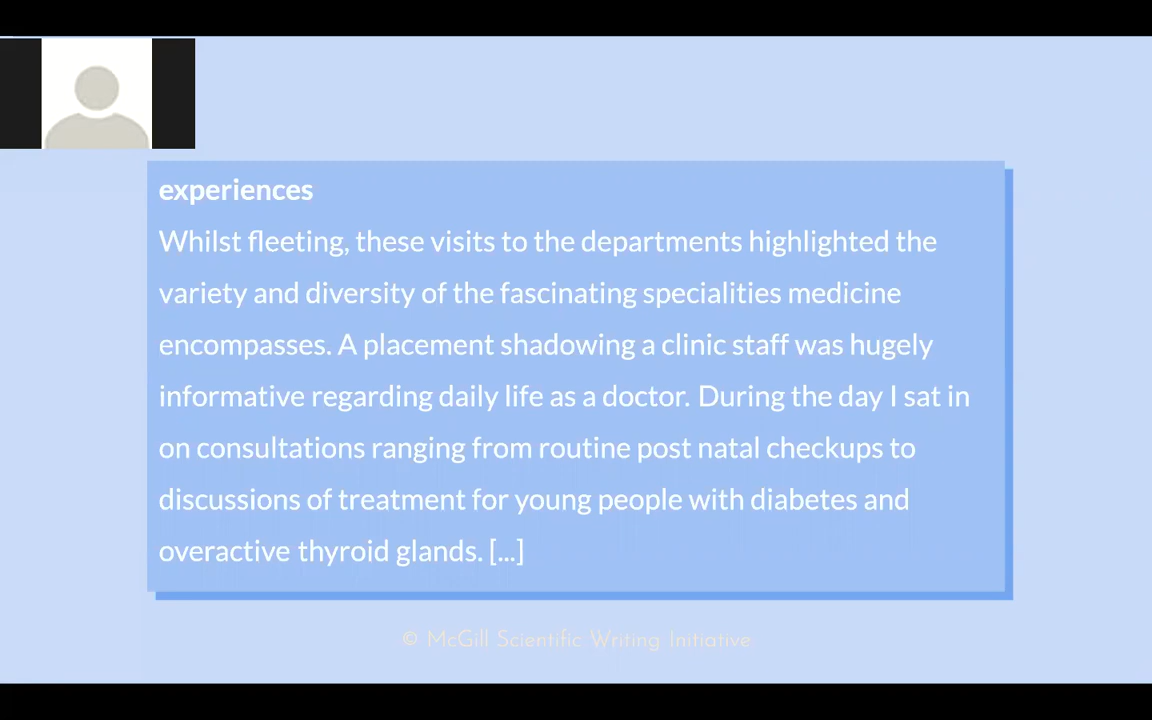 experiences
Whilst fleeting, these visits to the departments highlighted the
variety and diversity of the fascinating specialities medicine
encompasses. A placement shadowing a clinic staff was hugely
informative regarding daily life as a doctor. During the day I sat in
on consultations ranging from routine post natal checkups to
discussions of treatment for young people with diabetes and
overactive thyroid glands. [...]
© McGill Scientific Writing Initiative